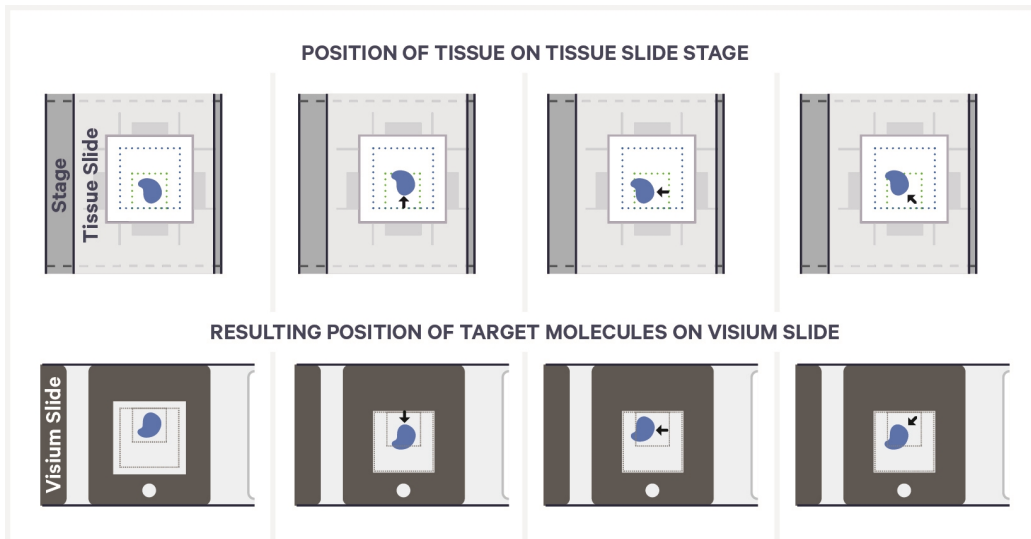 POSITION OF TISSUE ON TISSUE SLIDE STAGE
Stage
Tissue Slide
RESULTING POSITION OF TARGET MOLECULES ON VISIUM SLIDE
Visium Slide